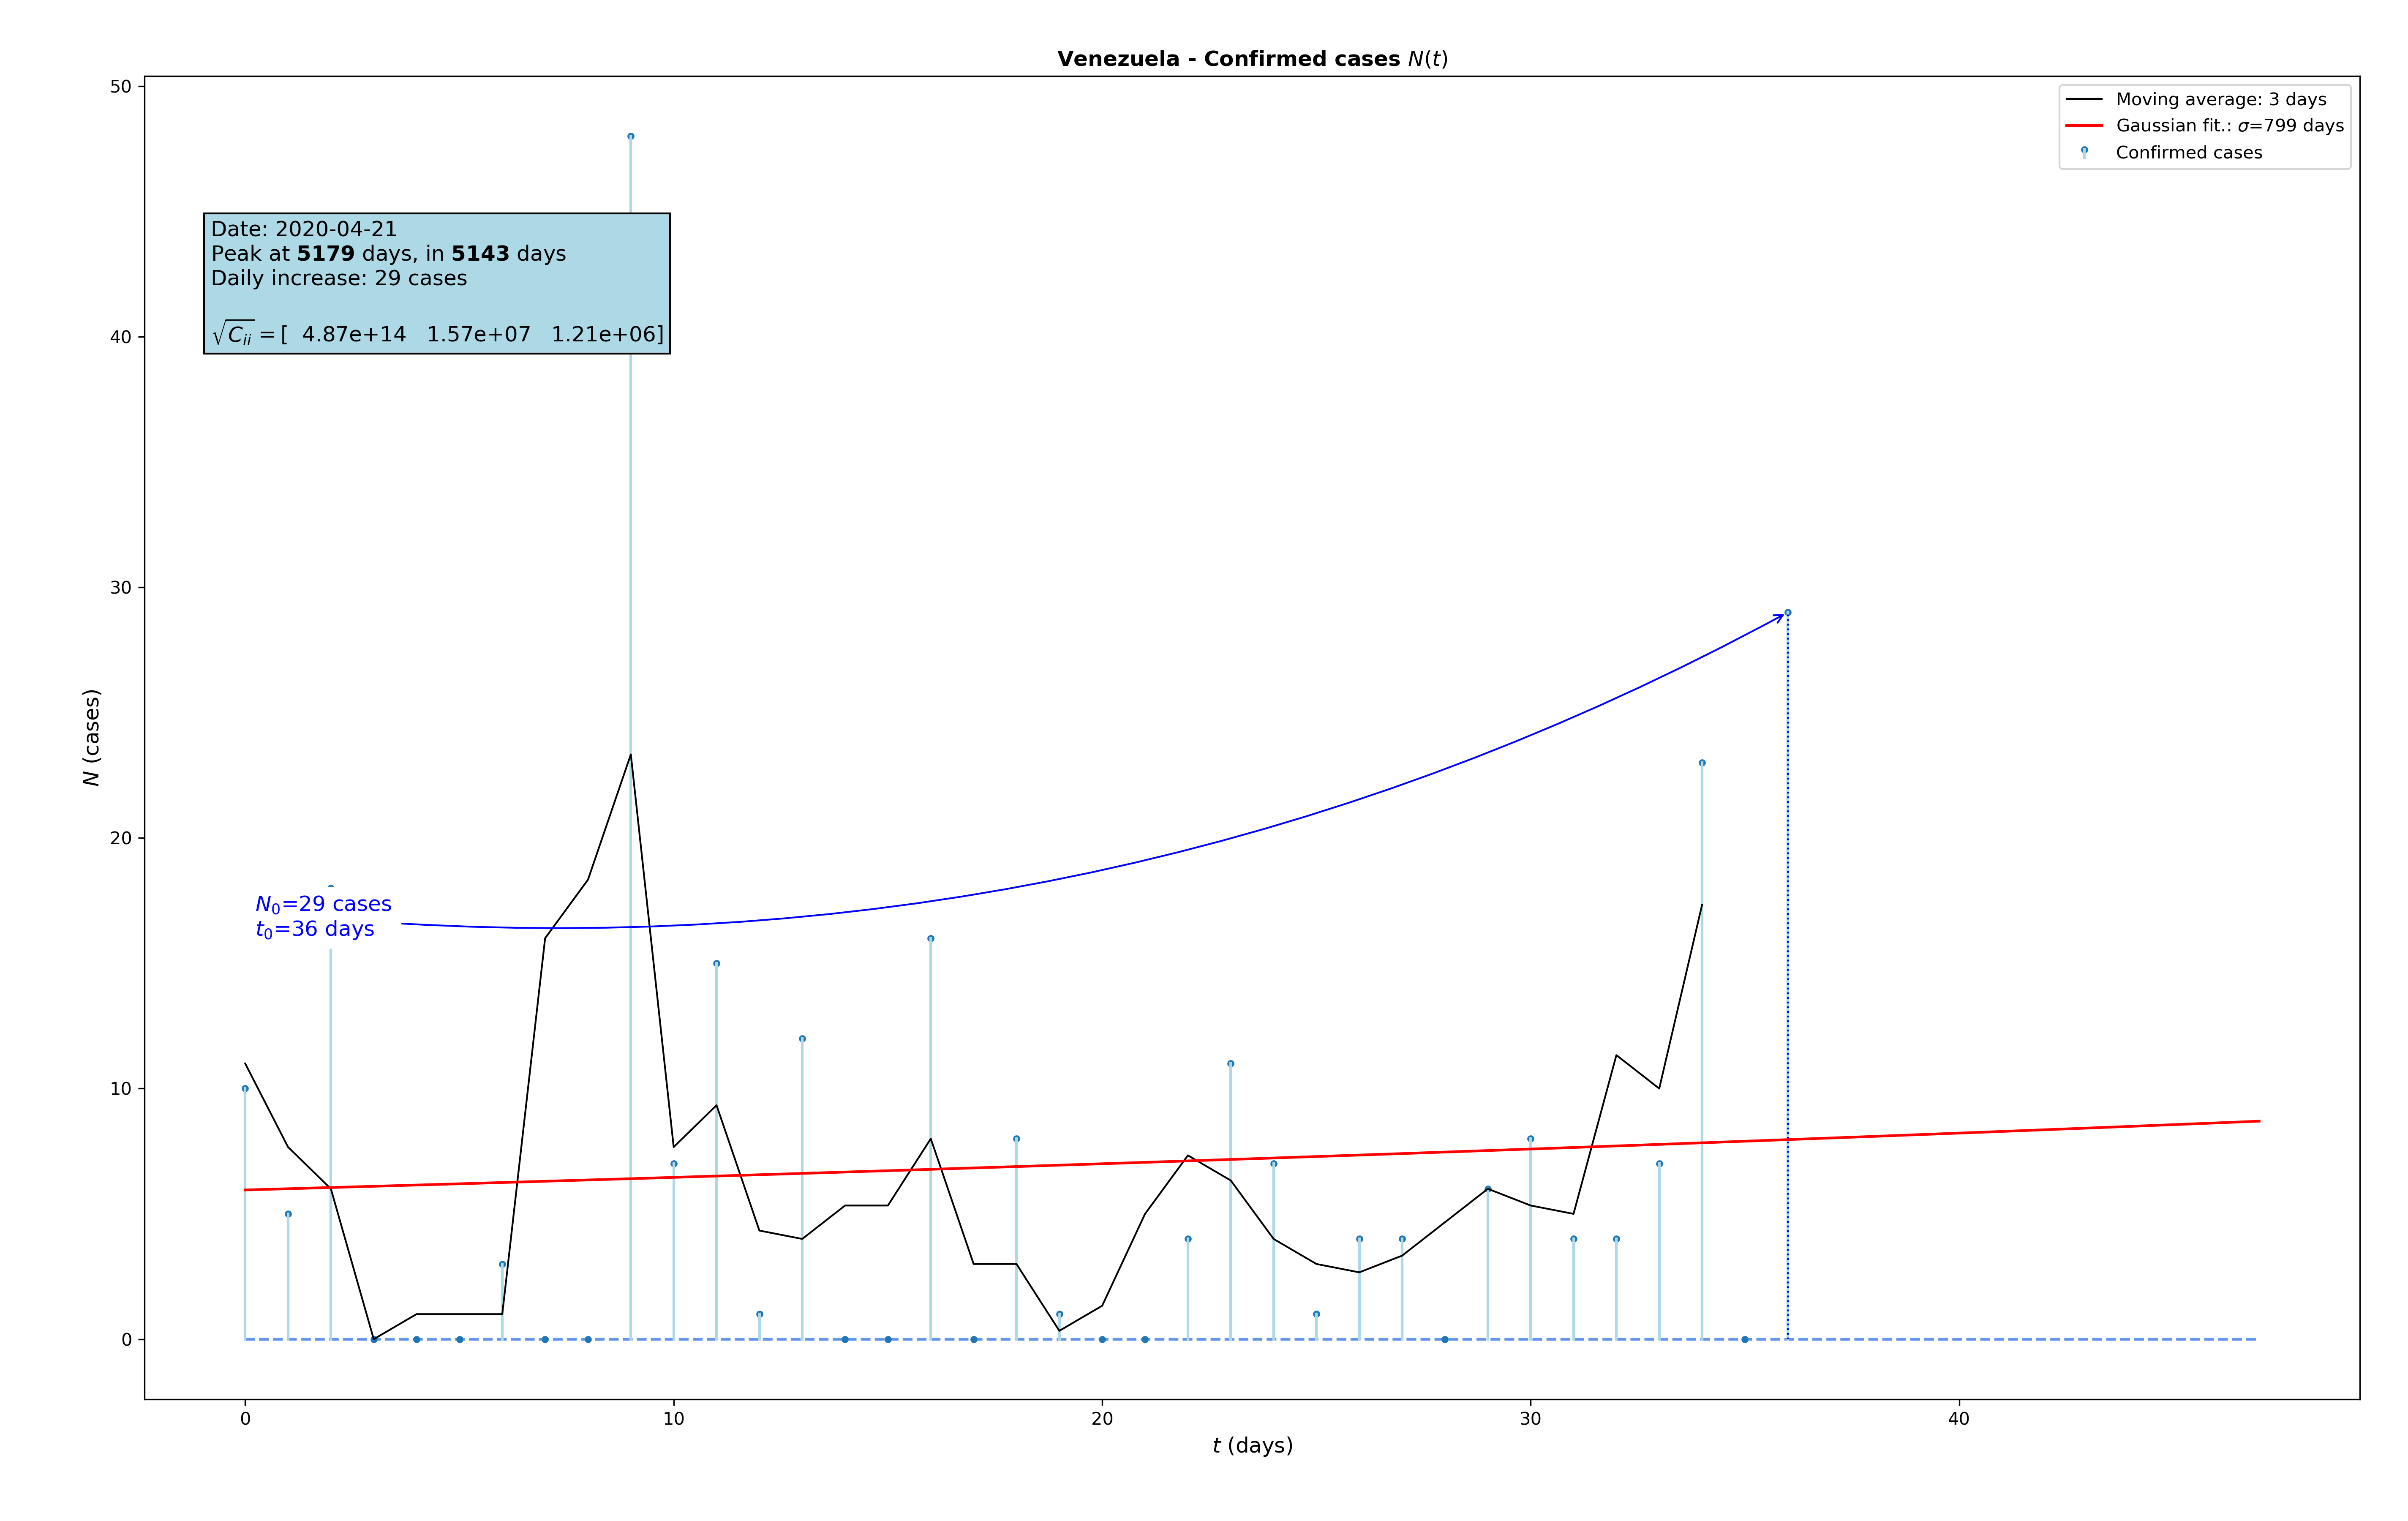 Venezuela - Confirmed cases N(t)
50
40
30
20
10
0
N (cases)
Moving average: 3 days
Gaussian fit.: σ=799 days
Confirmed cases
Date: 2020-04-21
Peak at 5179 days, in 5143 days
Daily increase: 29 cases
√C_ii = [ 4.87e+14 1.57e+07 1.21e+06]
N₀=29 cases
t₀=36 days
0 10 20 30 40
t (days)